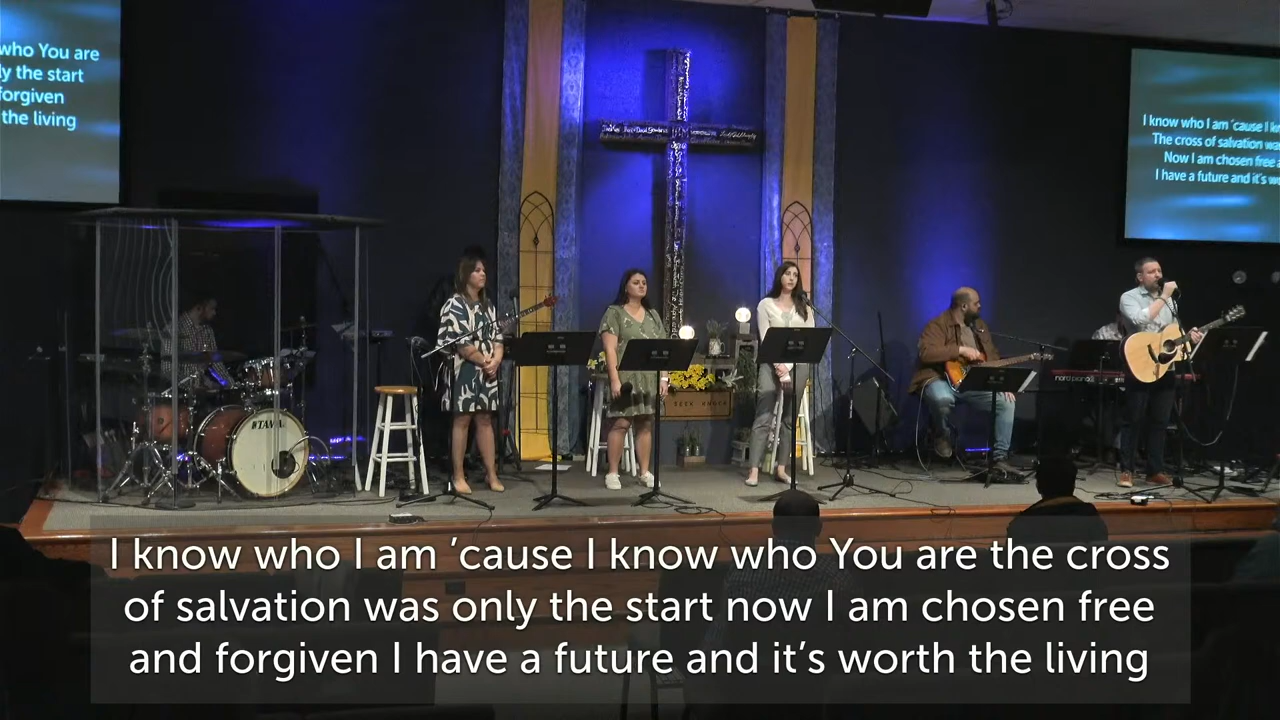 who You are
ly the start
forgiven
the living
I know who I am ’cause I k
The cross of salvation wa
Now I am chosen free
I have a future and it’s w
TAMA
SEEK KNOCK
nord piano
I know who I am ’cause I know who You are the cross
of salvation was only the start now I am chosen free
and forgiven I have a future and it’s worth the living